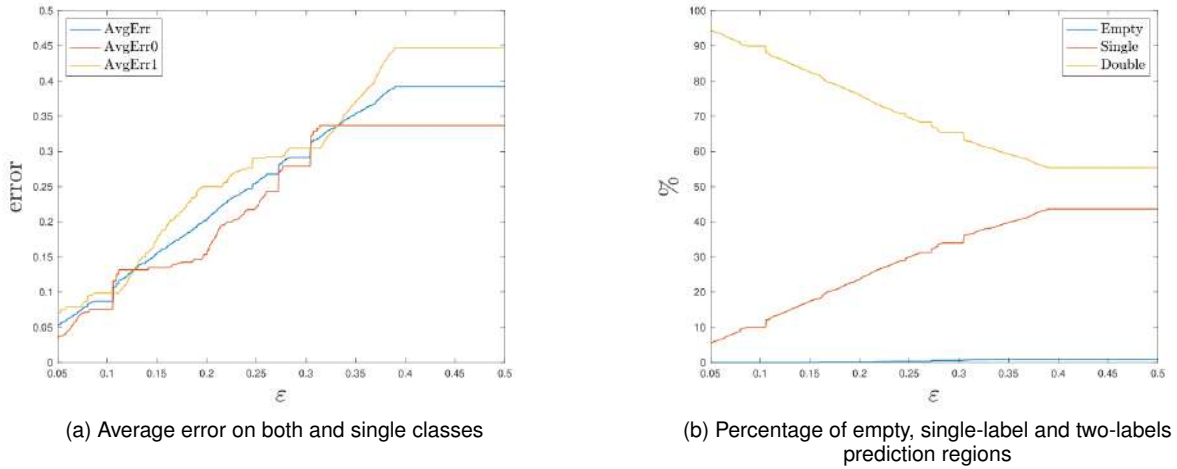 AvgErr
AvgErr0
AvgErr1
0.5
0.45
0.4
0.35
0.3
0.25
0.2
0.15
0.1
0.05
0
error
0.05 0.1 0.15 0.2 0.25 0.3 0.35 0.4 0.45 0.5
ε
(a) Average error on both and single classes
Empty
Single
Double
100
90
80
70
60
50
40
30
20
10
0
%
0.05 0.1 0.15 0.2 0.25 0.3 0.35 0.4 0.45 0.5
ε
(b) Percentage of empty, single-label and two-labels
prediction regions